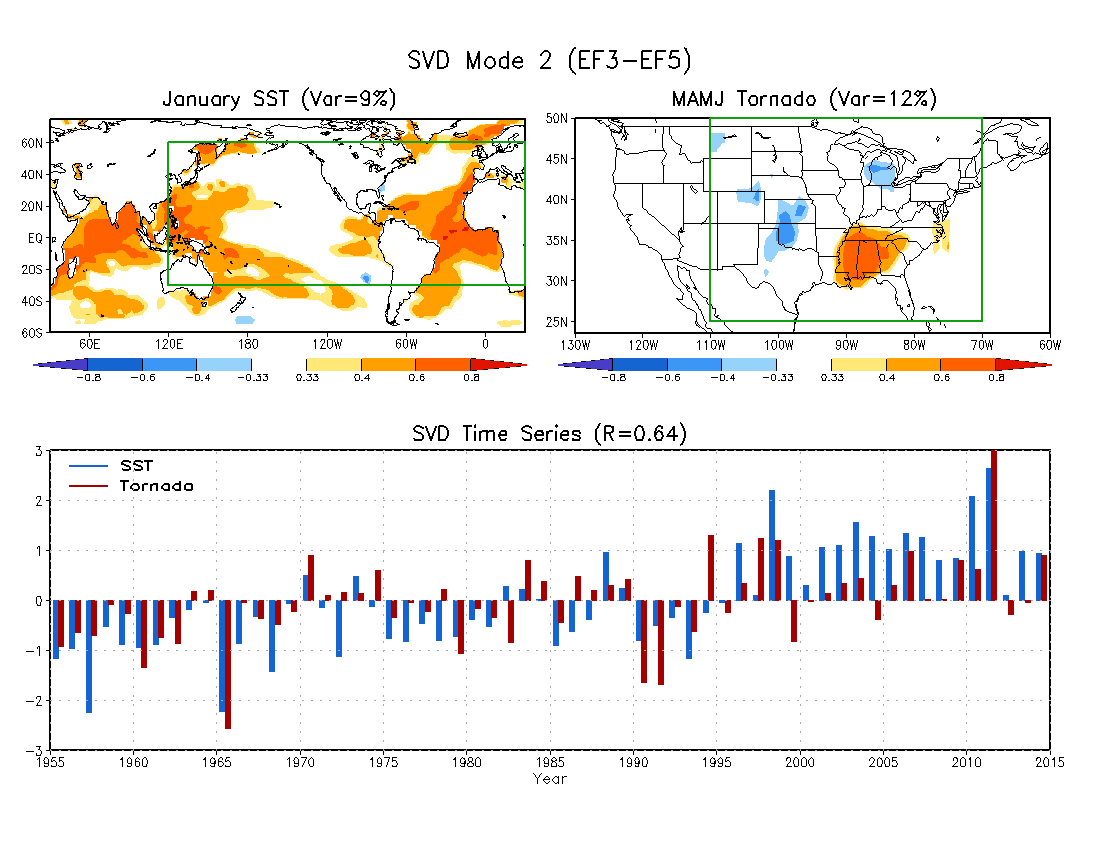 SVD Mode 2 (EF3-EF5)
January SST (Var=9%)
MAMJ Tornado (Var=12%)
60N
40N
20N
EQ
20S
40S
60S
60E 120E 180 120W 60W 0
50N
45N
40N
35N
30N
25N
130W 120W 110W 100W 90W 80W 70W 60W
-0.8 -0.6 -0.4 -0.33 0.33 0.4 0.6 0.8
-0.8 -0.6 -0.4 -0.33 0.33 0.4 0.6 0.8
SVD Time Series (R=0.64)
SST
Tornado
3
2
1
0
-1
-2
-3
1955 1960 1965 1970 1975 1980 1985 1990 1995 2000 2005 2010 2015
Year